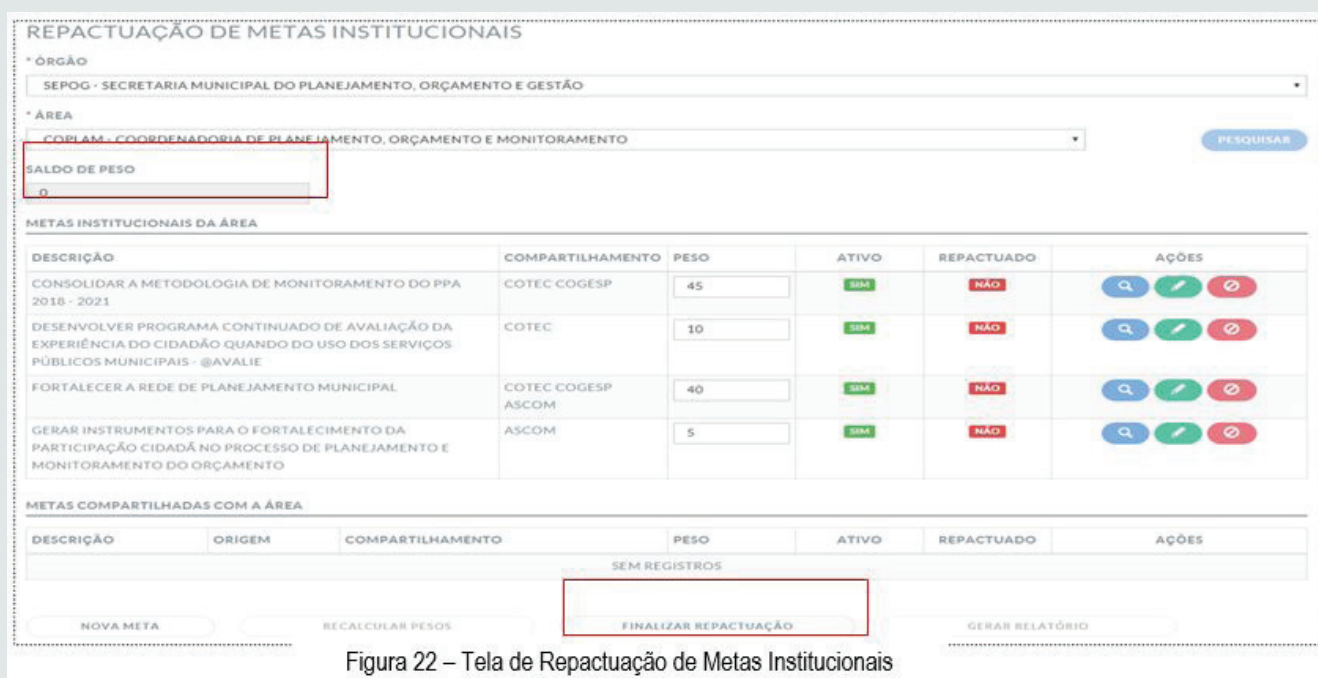 REPACTUAÇÃO DE METAS INSTITUCIONAIS
* ÓRGÃO
SEPOG - SECRETARIA MUNICIPAL DO PLANEJAMENTO, ORÇAMENTO E GESTÃO
* ÁREA
COPLAM - COORDENADORIA DE PLANEJAMENTO, ORÇAMENTO E MONITORAMENTO
PESQUISAR
SALDO DE PESO
0
METAS INSTITUCIONAIS DA ÁREA
DESCRIÇÃO COMPARTILHAMENTO PESO ATIVO REPACTUADO AÇÕES
CONSOLIDAR A METODOLOGIA DE MONITORAMENTO DO PPA COTEC COGESP 45 SIM NÃO
2018 - 2021
DESENVOLVER PROGRAMA CONTINUADO DE AVALIAÇÃO DA COTEC 10 SIM NÃO
EXPERIÊNCIA DO CIDADÃO QUANDO DO USO DOS SERVIÇOS
PÚBLICOS MUNICIPAIS - @AVALIE
FORTALECER A REDE DE PLANEJAMENTO MUNICIPAL COTEC COGESP 40 SIM NÃO
ASCOM
GERAR INSTRUMENTOS PARA O FORTALECIMENTO DA ASCOM 5 SIM NÃO
PARTICIPAÇÃO CIDADÃ NO PROCESSO DE PLANEJAMENTO E
MONITORAMENTO DO ORÇAMENTO
METAS COMPARTILHADAS COM A ÁREA
DESCRIÇÃO ORIGEM COMPARTILHAMENTO PESO ATIVO REPACTUADO AÇÕES
SEM REGISTROS
NOVA META RECALCULAR PESOS FINALIZAR REPACTUAÇÃO GERAR RELATÓRIO
Figura 22 – Tela de Repactuação de Metas Institucionais